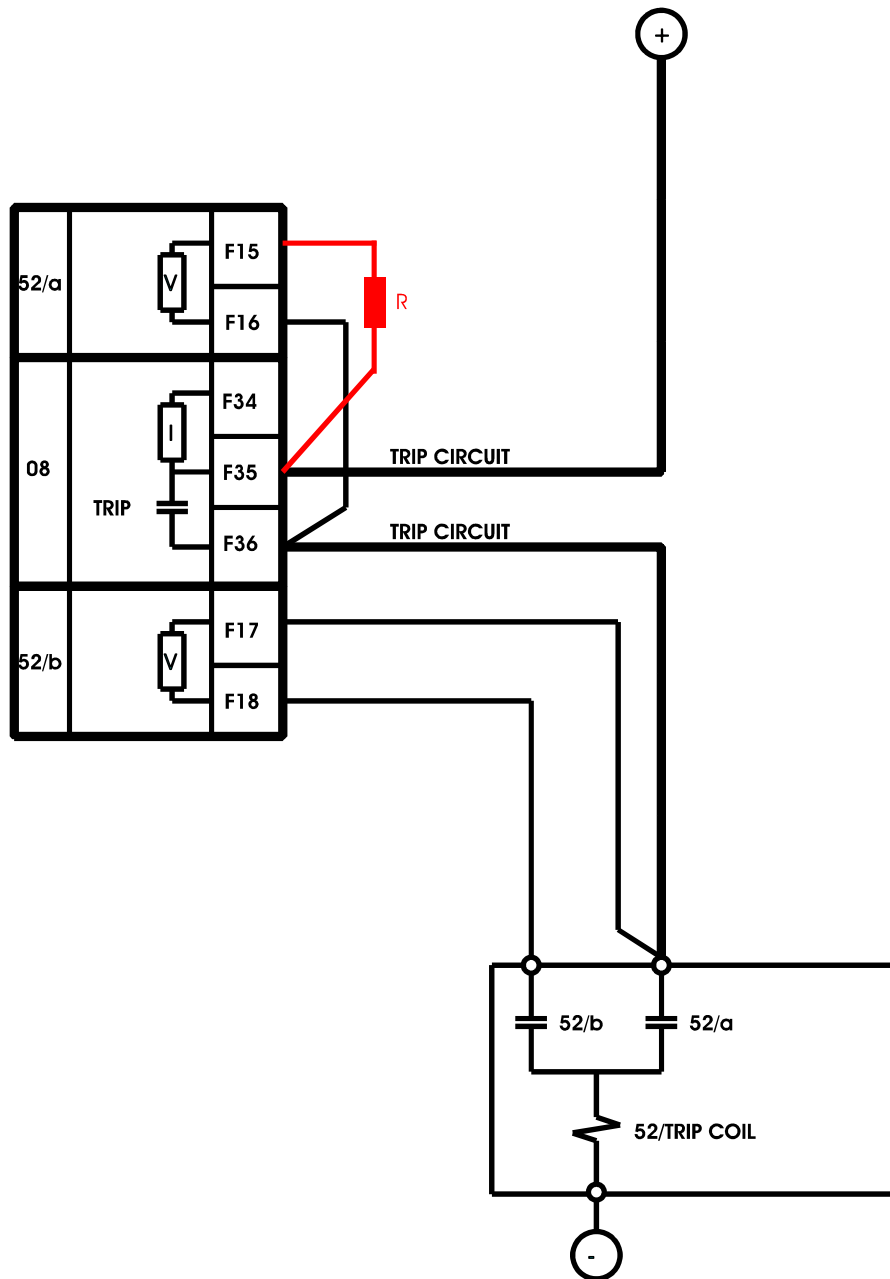 +
F15
52/a
V
R
F16
F34
I
TRIP CIRCUIT
08
F35
TRIP
TRIP CIRCUIT
F36
F17
52/b
V
F18
52/b
52/a
52/TRIP COIL
-